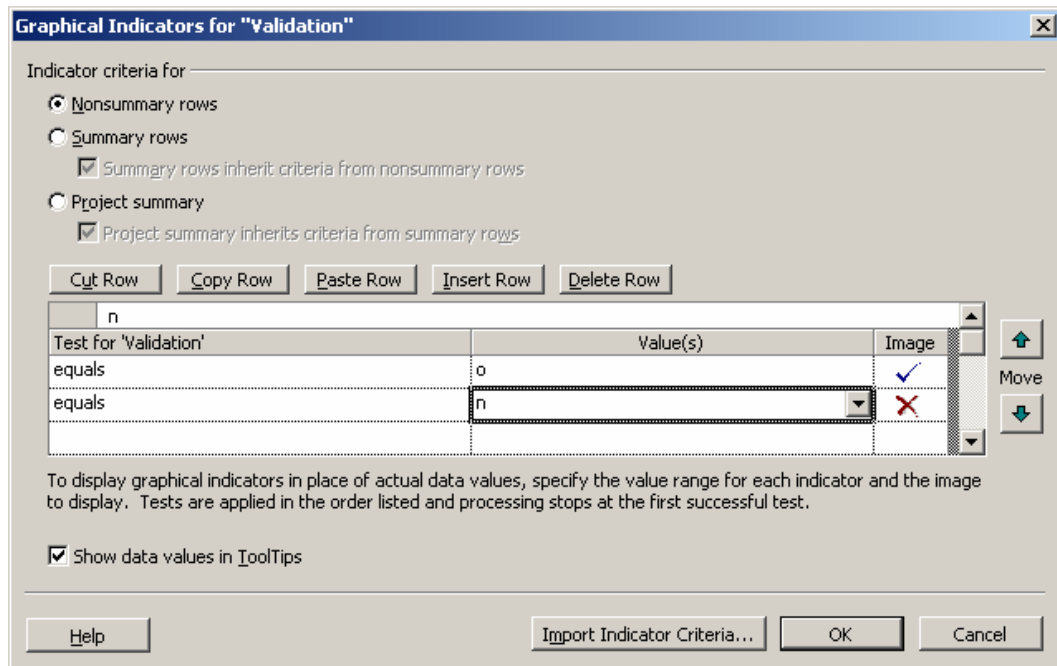 Graphical Indicators for "Validation"
Indicator criteria for
Nonsummary rows
Summary rows
Summary rows inherit criteria from nonsummary rows
Project summary
Project summary inherits criteria from summary rows
Cut Row Copy Row Paste Row Insert Row Delete Row
n
Test for 'Validation' Value(s) Image
equals o
Move
equals n
To display graphical indicators in place of actual data values, specify the value range for each indicator and the image
to display. Tests are applied in the order listed and processing stops at the first successful test.
Show data values in ToolTips
Help Import Indicator Criteria... OK Cancel